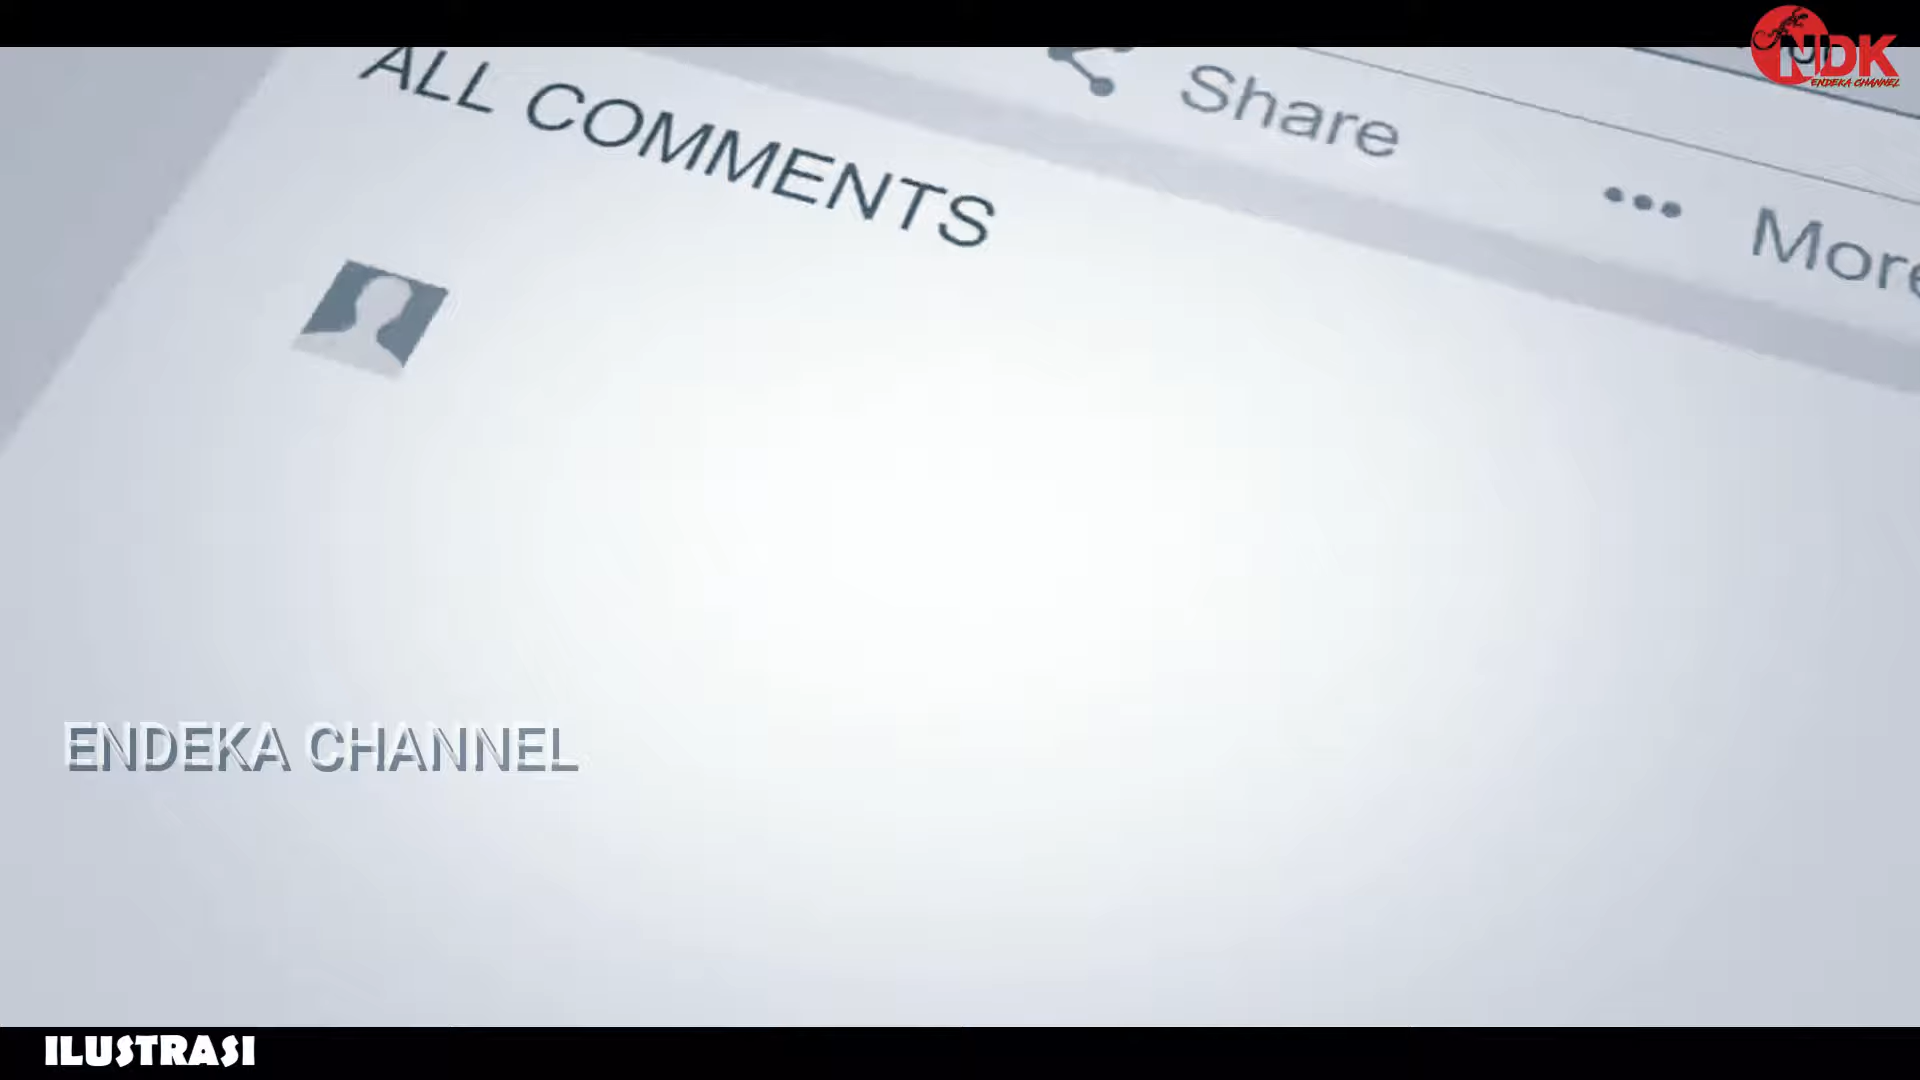 NDK
ENDEKA CHANNEL
Share
ALL COMMENTS
More
ENDEKA CHANNEL
ILUSTRASI